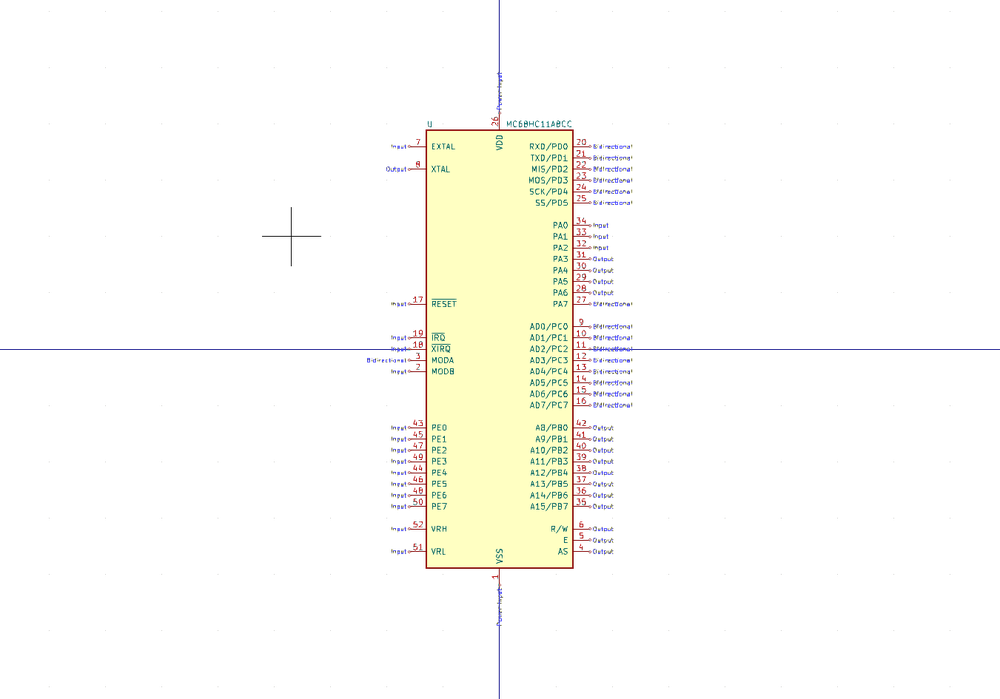 Power Input
26
U MC68HC11A8CC
VDD
Input 7 EXTAL RXD/PD0 20 Bidirectional
TXD/PD1 21 Bidirectional
Output 8 XTAL MIS/PD2 22 Bidirectional
MOS/PD3 23 Bidirectional
SCK/PD4 24 Bidirectional
SS/PD5 25 Bidirectional
PA0 34 Input
PA1 33 Input
PA2 32 Input
PA3 31 Output
PA4 30 Output
PA5 29 Output
PA6 28 Output
Input 17 RESET PA7 27 Bidirectional
AD0/PC0 9 Bidirectional
Input 19 IRQ AD1/PC1 10 Bidirectional
Input 18 XIRQ AD2/PC2 11 Bidirectional
Bidirectional 3 MODA AD3/PC3 12 Bidirectional
Input 2 MODB AD4/PC4 13 Bidirectional
AD5/PC5 14 Bidirectional
AD6/PC6 15 Bidirectional
AD7/PC7 16 Bidirectional
Input 43 PE0 A8/PB0 42 Output
Input 45 PE1 A9/PB1 41 Output
Input 47 PE2 A10/PB2 40 Output
Input 49 PE3 A11/PB3 39 Output
Input 44 PE4 A12/PB4 38 Output
Input 46 PE5 A13/PB5 37 Output
Input 48 PE6 A14/PB6 36 Output
Input 50 PE7 A15/PB7 35 Output
Input 52 VRH R/W 6 Output
E 5 Output
Input 51 VRL AS 4 Output
VSS
1
Power Input